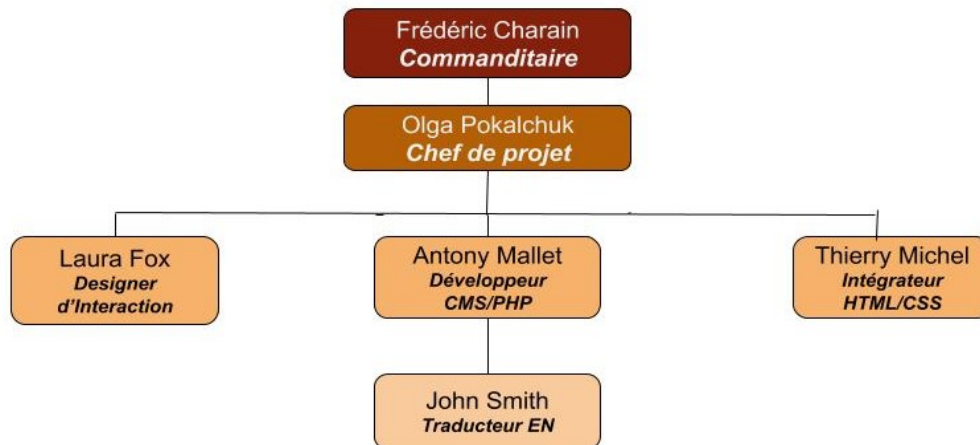 Frédéric Charain
Commanditaire
Olga Pokalchuk
Chef de projet
Laura Fox
Designer
d'Interaction
Antony Mallet
Développeur
CMS/PHP
Thierry Michel
Intégrateur
HTML/CSS
John Smith
Traducteur EN